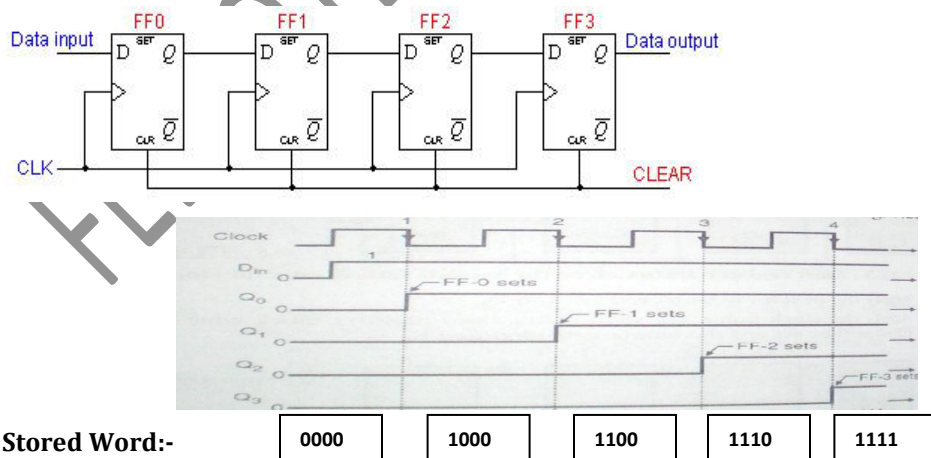 FF0 FF1 FF2 FF3
Data input D SET Q D SET Q D SET Q D SET Q Data output
CLR Q CLR Q CLR Q CLR Q
CLK CLEAR
1 2 3 4
Clock
Din 0 1
Q0 0 FF-0 sets
Q1 0 FF-1 sets
Q2 0 FF-2 sets
Q3 0 FF-3 sets
Stored Word:- 0000 1000 1100 1110 1111